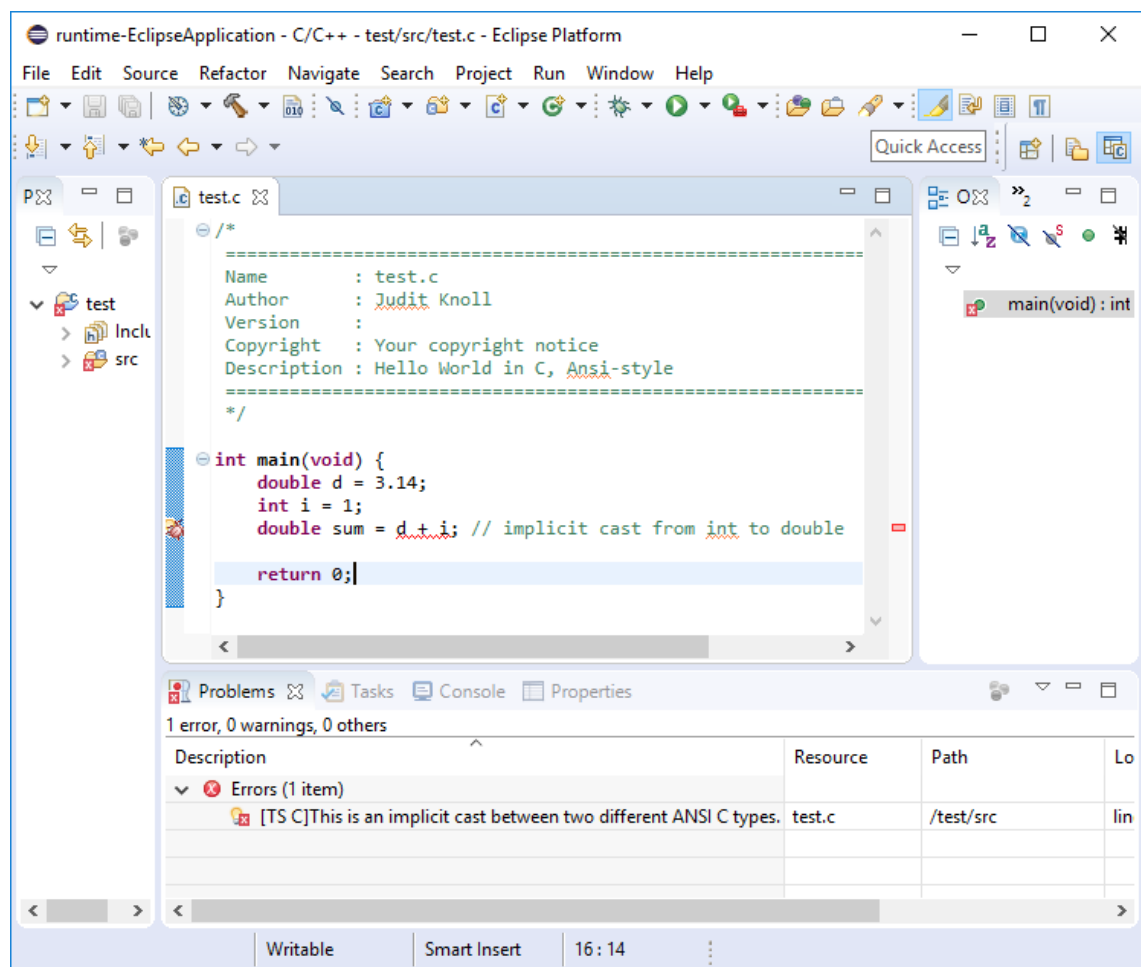 runtime-EclipseApplication - C/C++ - test/src/test.c - Eclipse Platform
File Edit Source Refactor Navigate Search Project Run Window Help
Quick Access
P
test.c
O
»2
/*
============================================================
Name : test.c
Author : Judit Knoll
Version :
Copyright : Your copyright notice
Description : Hello World in C, Ansi-style
============================================================
*/
int main(void) {
double d = 3.14;
int i = 1;
double sum = d + i; // implicit cast from int to double
return 0;
}
test
Inclu
src
main(void) : int
Problems Tasks Console Properties
1 error, 0 warnings, 0 others
Description Resource Path Lo
Errors (1 item)
[TS C]This is an implicit cast between two different ANSI C types. test.c /test/src lin
Writable Smart Insert 16 : 14